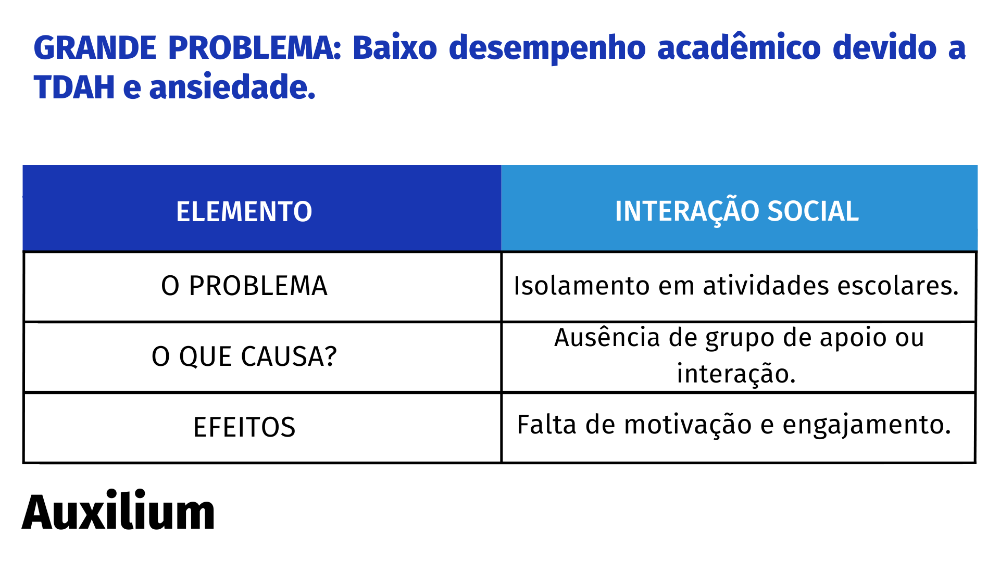 GRANDE PROBLEMA: Baixo desempenho acadêmico devido a
TDAH e ansiedade.
ELEMENTO
INTERAÇÃO SOCIAL
O PROBLEMA
Isolamento em atividades escolares.
O QUE CAUSA?
Ausência de grupo de apoio ou
interação.
EFEITOS
Falta de motivação e engajamento.
Auxilium